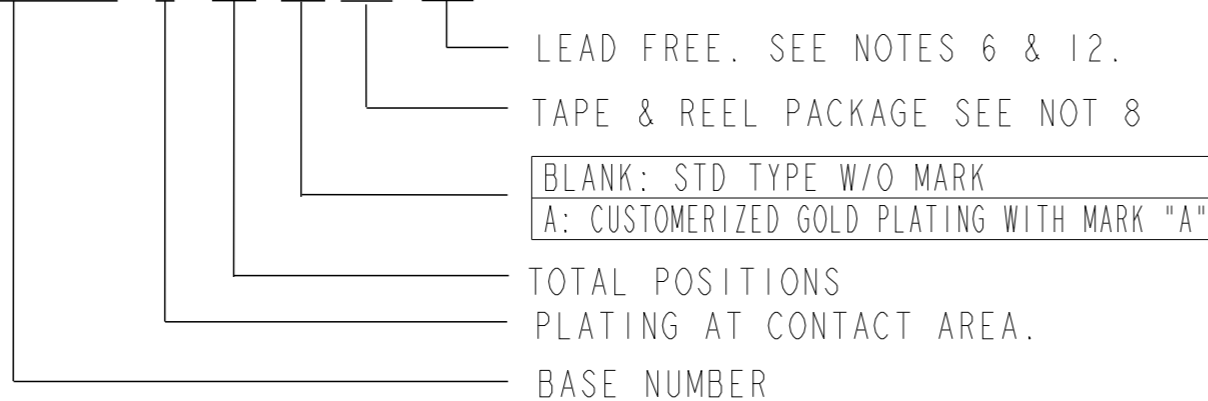 LEAD FREE. SEE NOTES 6 & 12.
TAPE & REEL PACKAGE SEE NOT 8
BLANK: STD TYPE W/O MARK
A: CUSTOMERIZED GOLD PLATING WITH MARK "A"
TOTAL POSITIONS
PLATING AT CONTACT AREA.
BASE NUMBER